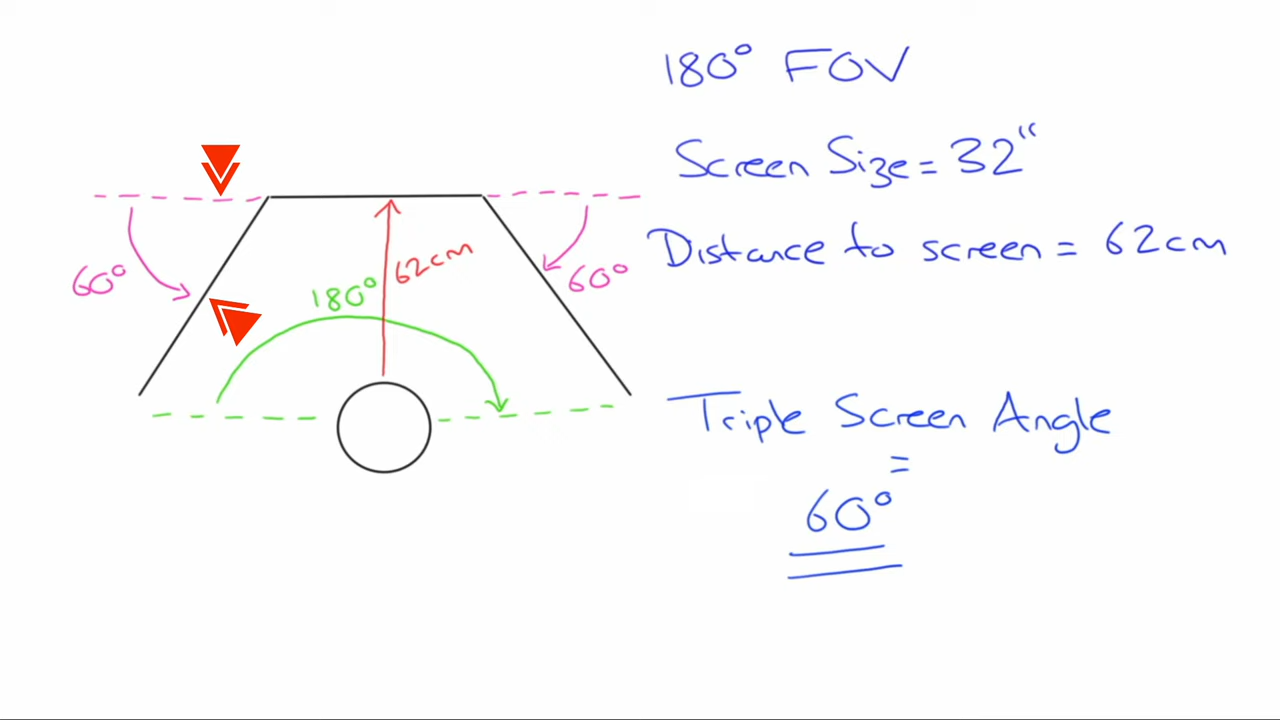 180° FOV
Screen Size = 32"
Distance to screen = 62cm
62cm
60°
180°
60°
Triple Screen Angle
=
60°